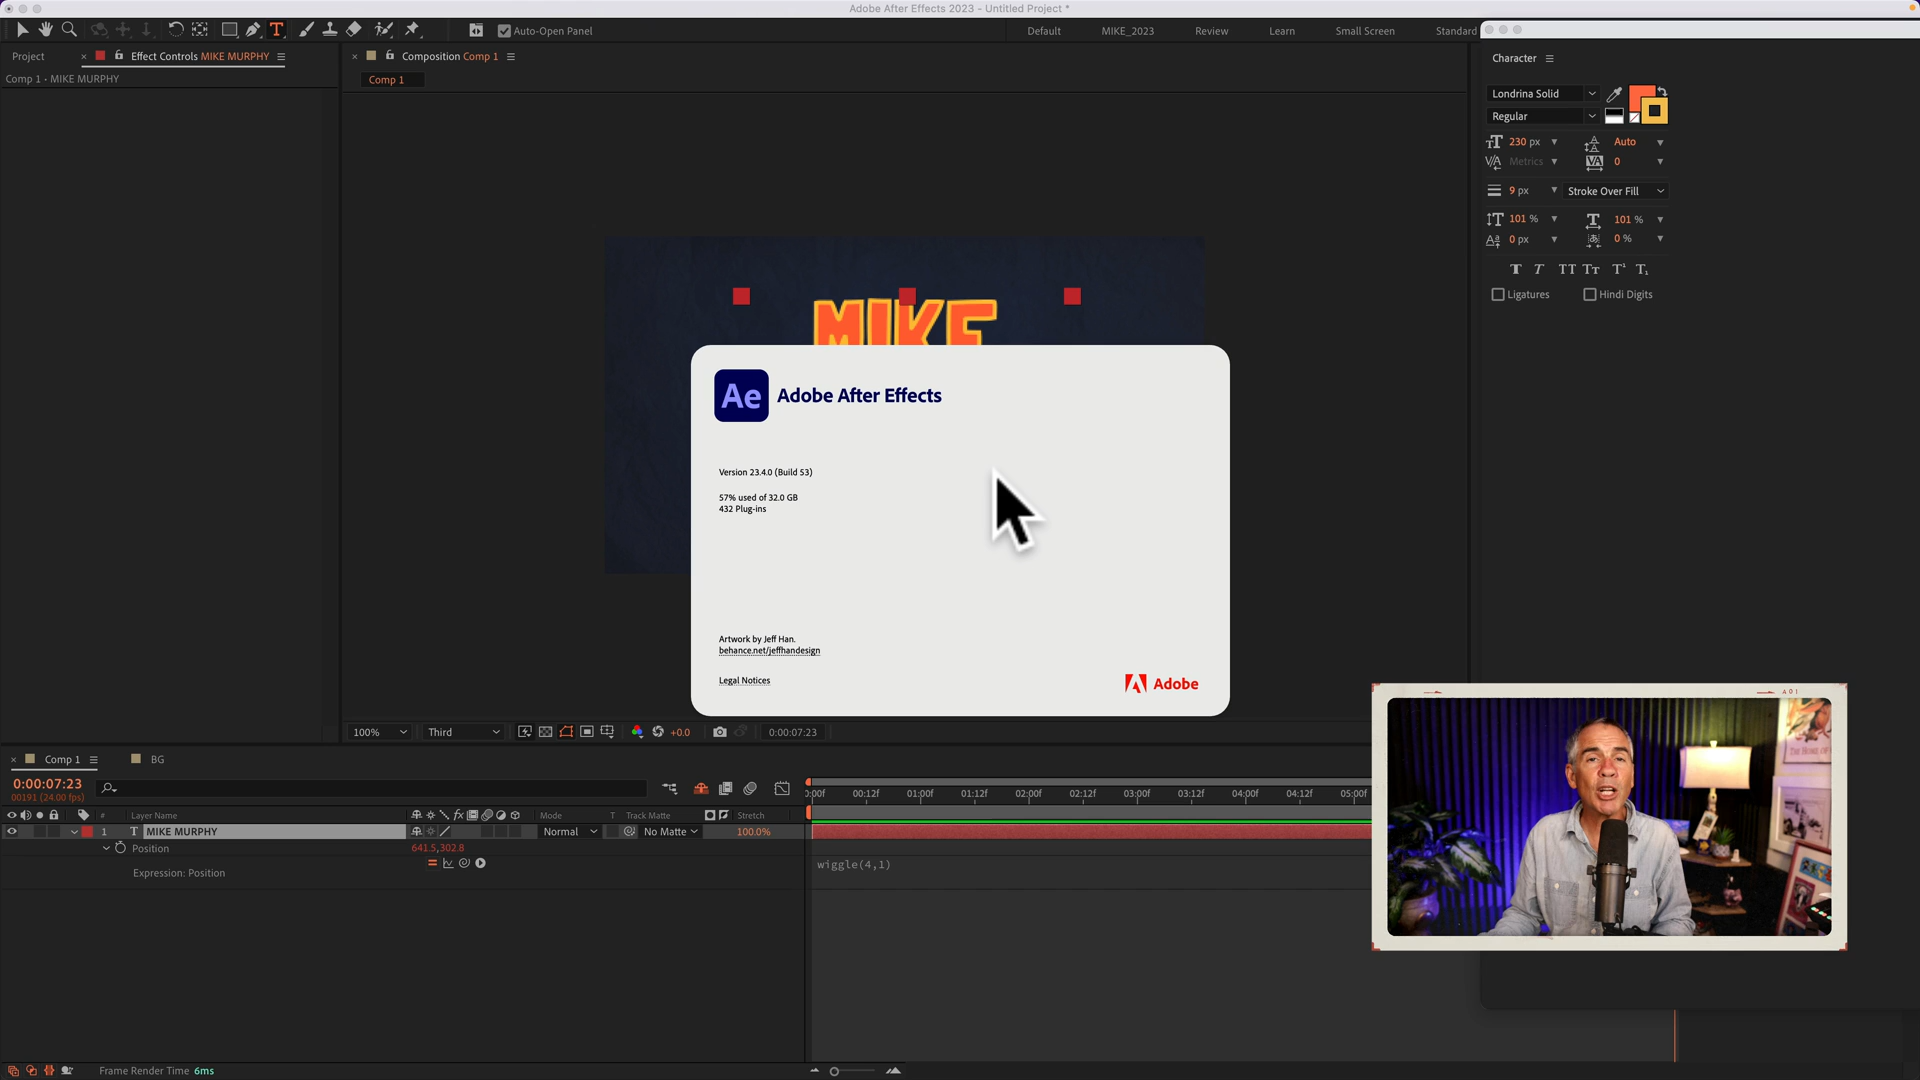 Adobe After Effects 2023 - Untitled Project *
Auto-Open Panel
Default
MIKE_2023
Review
Learn
Small Screen
Standard
Project
Effect Controls MIKE MURPHY
Composition Comp 1
Character
Comp 1 • MIKE MURPHY
Comp 1
Londrina Solid
Regular
230 px
Auto
Metrics
0
9 px
Stroke Over Fill
101 %
101 %
0 px
0 %
Ligatures
Hindi Digits
MIKE
Ae
Adobe After Effects
Version 23.4.0 (Build 53)
57% used of 32.0 GB
432 Plug-ins
Artwork by Jeff Han.
behance.net/jeffhandesign
Legal Notices
Adobe
100%
Third
+0.0
0:00:07:23
Comp 1
BG
0:00:07:23
00191 (24.00 fps)
:00f
00:12f
01:00f
01:12f
02:00f
02:12f
03:00f
03:12f
04:00f
04:12f
05:00f
#
Layer Name
Mode
T
Track Matte
Stretch
1
T
MIKE MURPHY
Normal
No Matte
100.0%
Position
641.5,302.8
Expression: Position
wiggle(4,1)
Frame Render Time 6ms